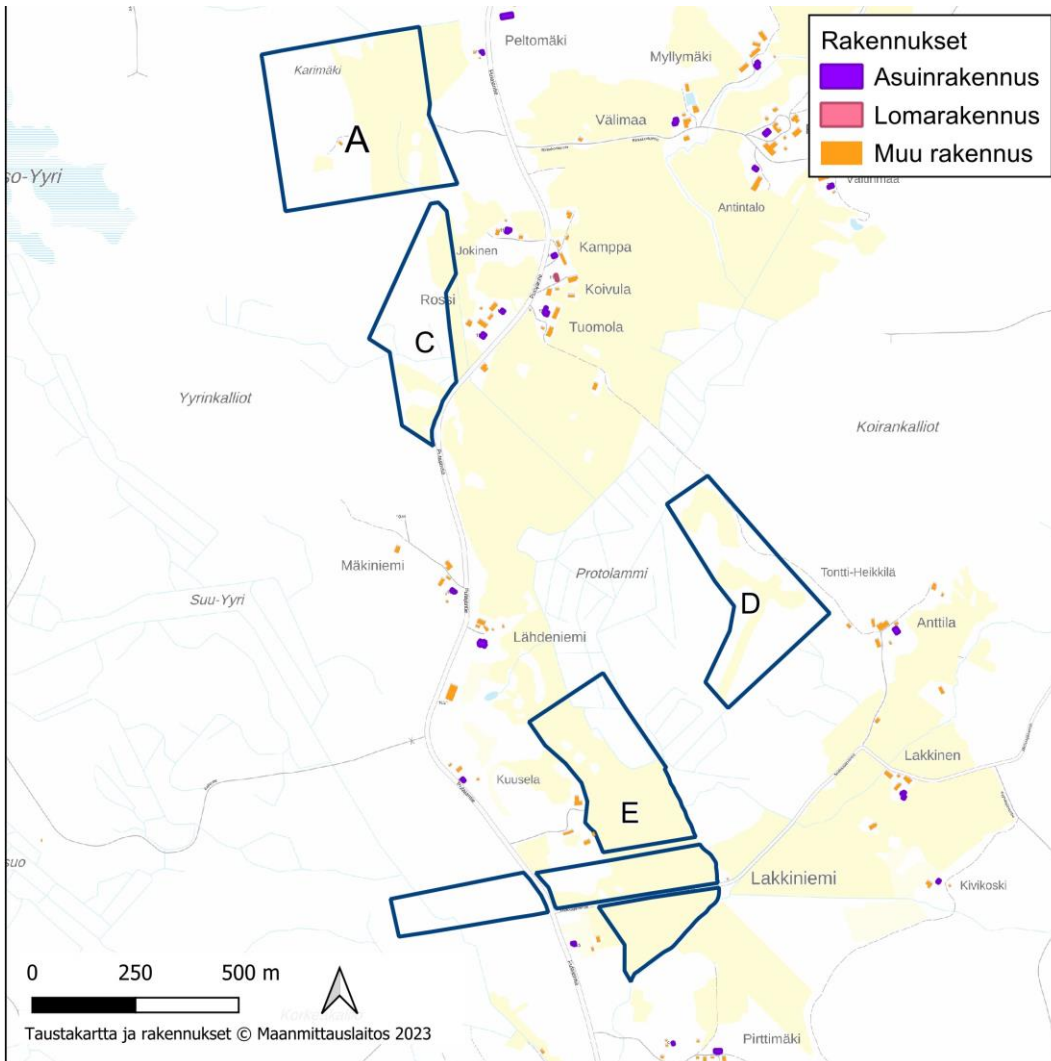 Rakennukset
Asuinrakennus
Lomarakennus
Muu rakennus
Peltomäki
Myllymäki
Karimäki
A
Välimaa
so-Yyri
Antintalo
Jokinen
Kamppa
Rossi
Koivula
C
Tuomola
Yyrinkalliot
Koirankalliot
Mäkiniemi
Protolammi
Tontti-Heikkilä
Suu-Yyri
D
Anttila
Lähdeniemi
Lakkinen
Kuusela
E
suo
Lakkiniemi
Kivikoski
0 250 500 m
Taustakartta ja rakennukset © Maanmittauslaitos 2023
Pirttimäki